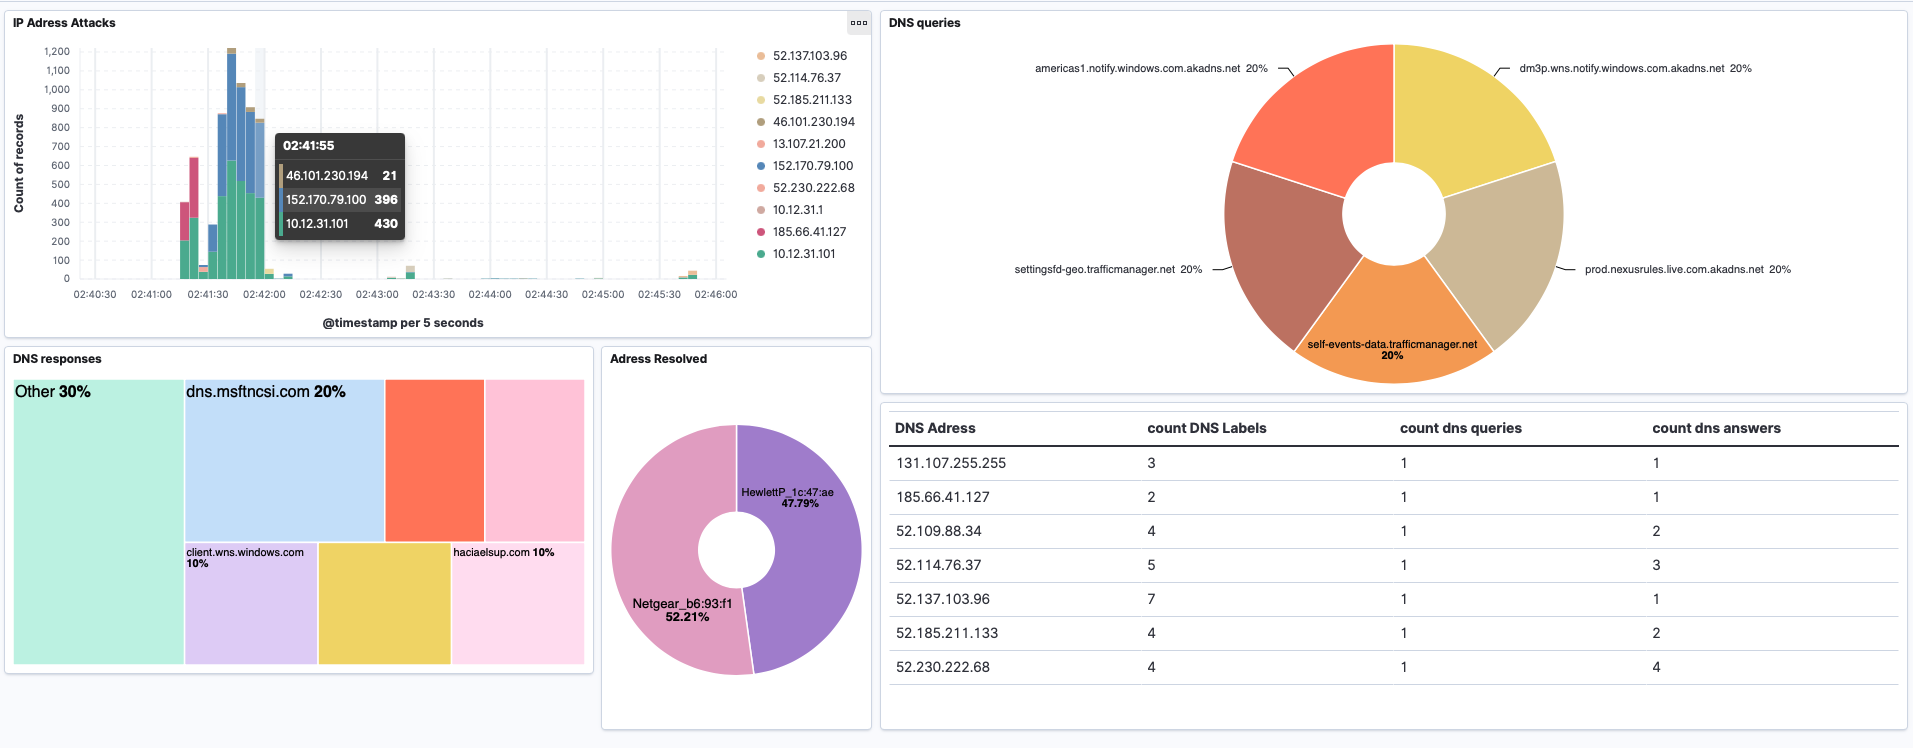 IP Adress Attacks
Count of records
1,200
1,100
1,000
900
800
700
600
500
400
300
200
100
0
02:40:30 02:41:00 02:41:30 02:42:00 02:42:30 02:43:00 02:43:30 02:44:00 02:44:30 02:45:00 02:45:30 02:46:00
@timestamp per 5 seconds
02:41:55
46.101.230.194 21
152.170.79.100 396
10.12.31.101 430
52.137.103.96
52.114.76.37
52.185.211.133
46.101.230.194
13.107.21.200
152.170.79.100
52.230.222.68
10.12.31.1
185.66.41.127
10.12.31.101
DNS queries
americas1.notify.windows.com.akadns.net 20%
dm3p.wns.notify.windows.com.akadns.net 20%
settingsfd-geo.trafficmanager.net 20%
prod.nexusrules.live.com.akadns.net 20%
self-events-data.trafficmanager.net
20%
DNS responses
Other 30%
dns.msftncsi.com 20%
client.wns.windows.com
10%
haciaelsup.com 10%
Adress Resolved
HewlettP_1c:47:ae
47.79%
Netgear_b6:93:f1
52.21%
DNS Adress count DNS Labels count dns queries count dns answers
131.107.255.255 3 1 1
185.66.41.127 2 1 1
52.109.88.34 4 1 2
52.114.76.37 5 1 3
52.137.103.96 7 1 1
52.185.211.133 4 1 2
52.230.222.68 4 1 4